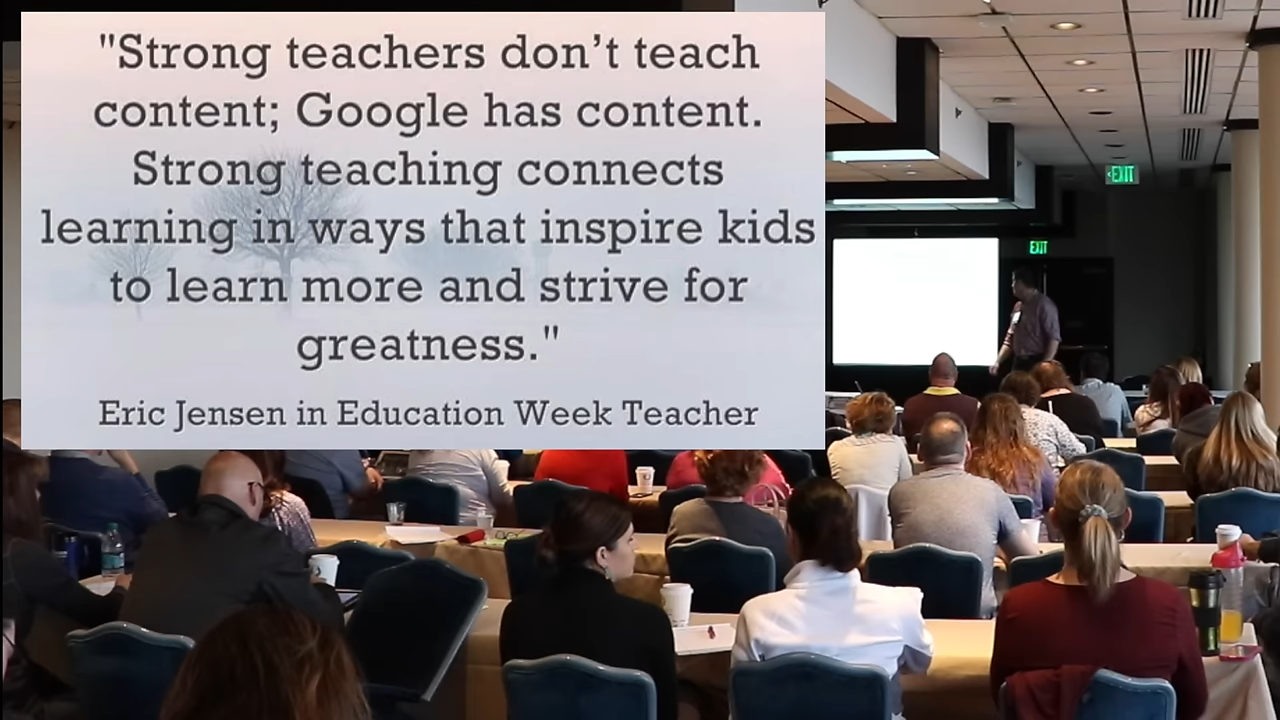 "Strong teachers don’t teach
content; Google has content.
Strong teaching connects
learning in ways that inspire kids
to learn more and strive for
greatness."
Eric Jensen in Education Week Teacher
EXIT
EXIT